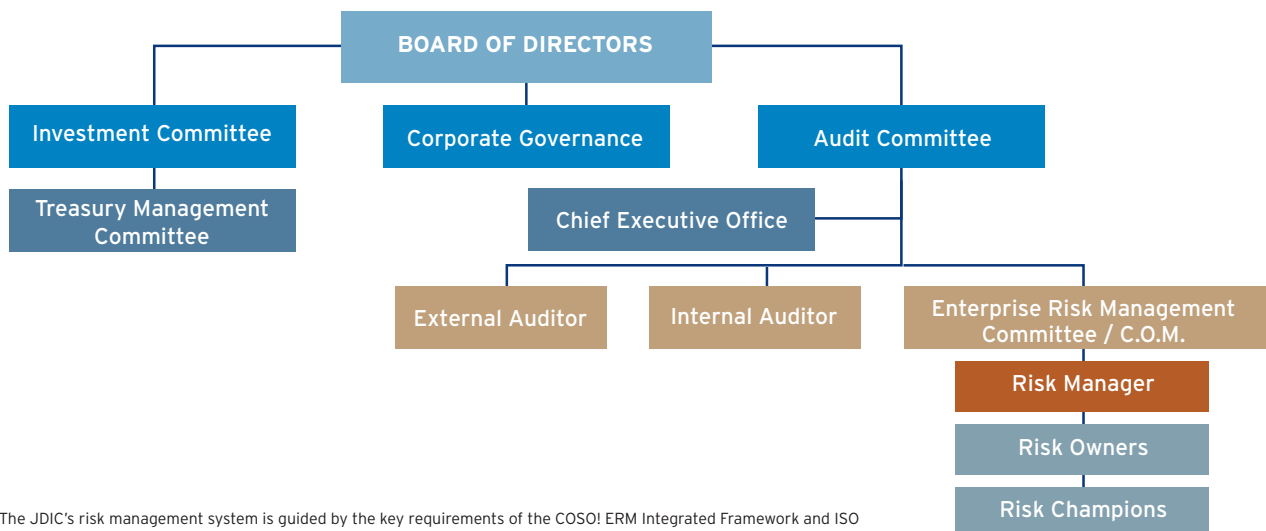 BOARD OF DIRECTORS
Investment Committee
Corporate Governance
Audit Committee
Treasury Management
Committee
Chief Executive Office
External Auditor
Internal Auditor
Enterprise Risk Management
Committee / C.O.M.
Risk Manager
Risk Owners
Risk Champions
The JDIC's risk management system is guided by the key requirements of the COSO! ERM Integrated Framework and ISO